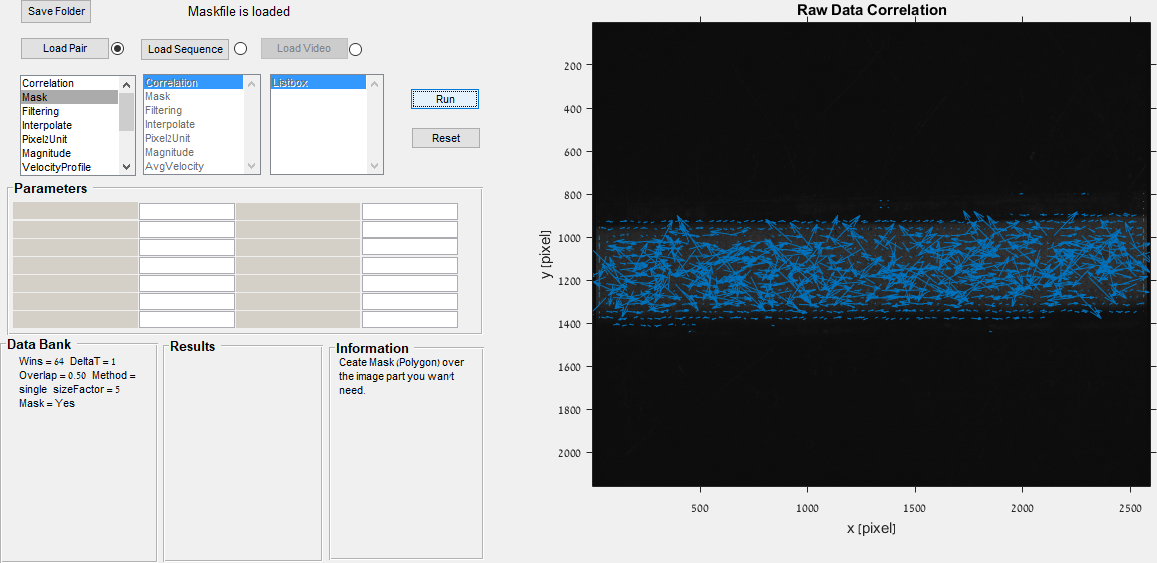 Save Folder
Maskfile is loaded
Load Pair
Load Sequence
Load Video
Correlation
Mask
Filtering
Interpolate
Pixel2Unit
Magnitude
VelocityProfile
Correlation
Mask
Filtering
Interpolate
Pixel2Unit
Magnitude
AvgVelocity
Listbox
Run
Reset
Parameters
Data Bank
Wins = 64 DeltaT = 1
Overlap = 0.50 Method =
single sizeFactor = 5
Mask = Yes
Results
Information
Ceate Mask (Polygon) over
the image part you want
need.
Raw Data Correlation
y [pixel]
200
400
600
800
1000
1200
1400
1600
1800
2000
500
1000
1500
2000
2500
x [pixel]